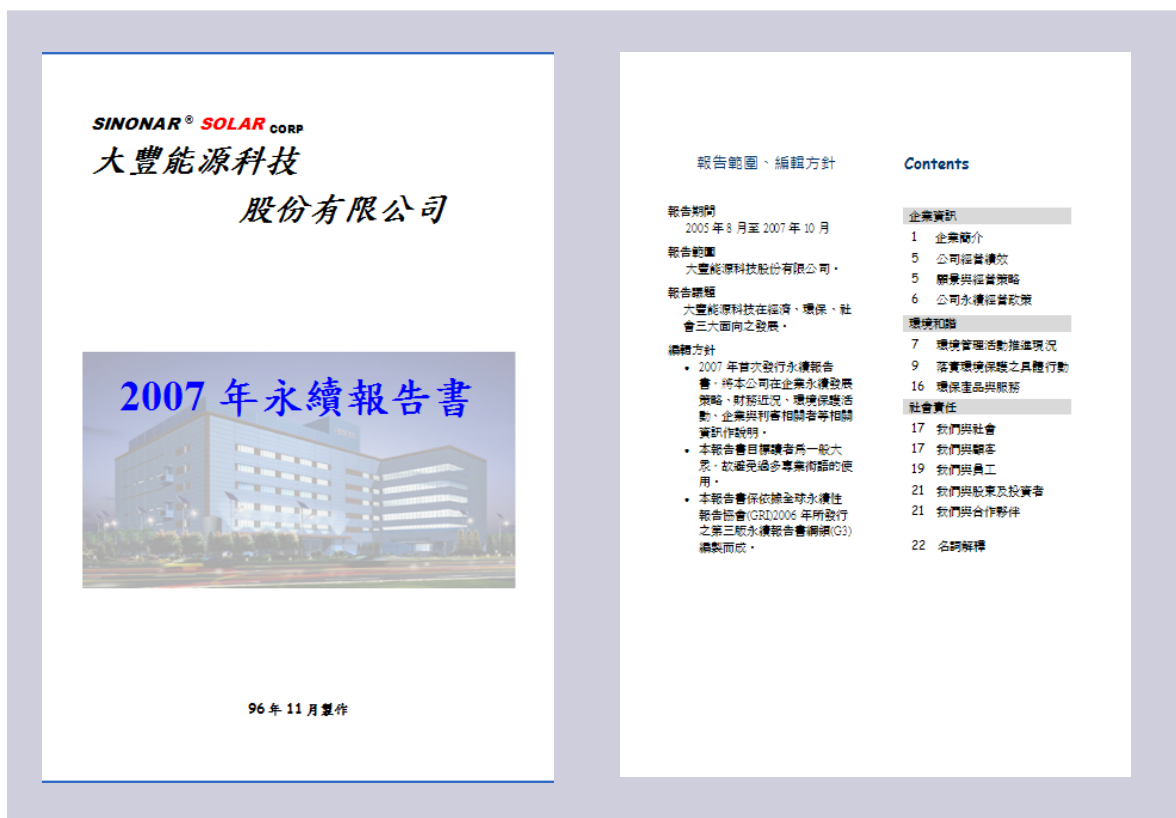 SINONAR® SOLAR CORP
大豐能源科技
股份有限公司
2007 年永續報告書
96 年 11 月製作
報告範圍、編輯方針
報告期間
2005 年 8 月至 2007 年 10 月
報告範圍
大豐能源科技股份有限公司。
報告議題
大豐能源科技在經濟、環保、社
會三大面向之發展。
編輯方針
• 2007 年首次發行永續報告
書，將本公司在企業永續發展
策略、財務近況、環境保護活
動、企業與利害相關者等相關
資訊作說明。
• 本報告書目標讀者為一般大
眾，故避免過多專業術語的使
用。
• 本報告書係依據全球永續性
報告協會(GRI)2006 年所發行
之第三版永續報告書綱領(G3)
編製而成。
Contents
企業資訊
1 企業簡介
5 公司經營績效
5 願景與經營策略
6 公司永續經營政策
環境和諧
7 環境管理活動推進現況
9 落實環境保護之具體行動
16 環保產品與服務
社會責任
17 我們與社會
17 我們與顧客
19 我們與員工
21 我們與股東及投資者
21 我們與合作夥伴
22 名詞解釋